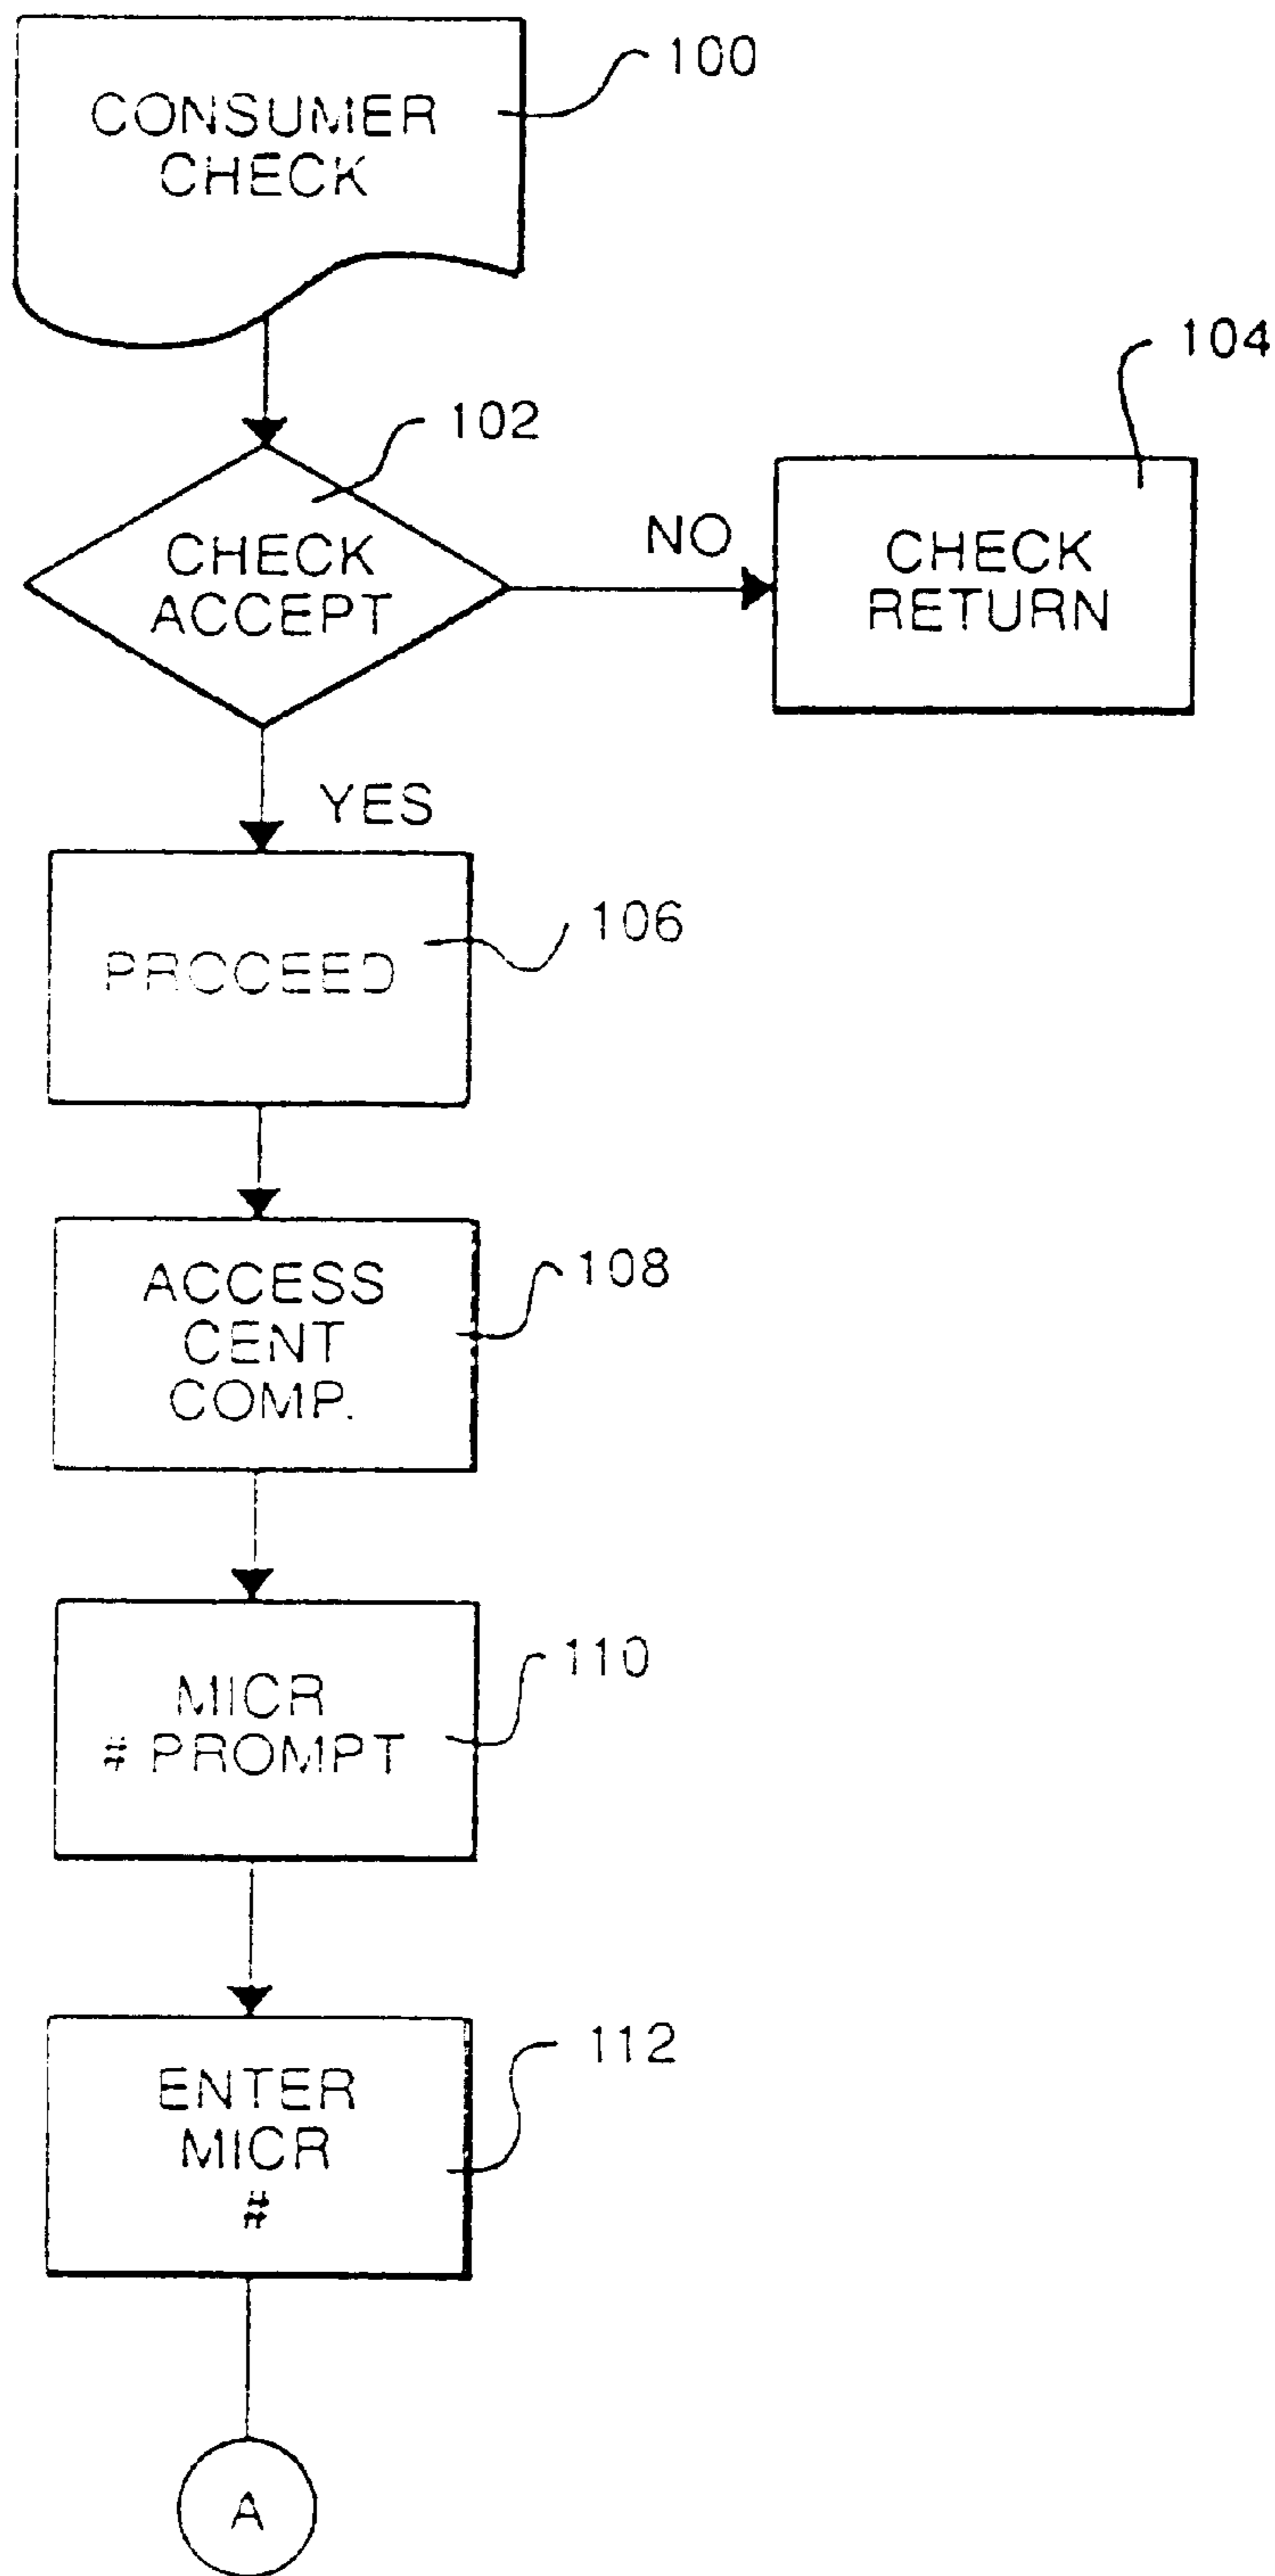 CONSUMER
CHECK
100
CHECK
ACCEPT
102
NO
CHECK
RETURN
104
YES
PROCEED
106
ACCESS
CENT
COMP.
108
MICR
# PROMPT
110
ENTER
MICR
#
112
A